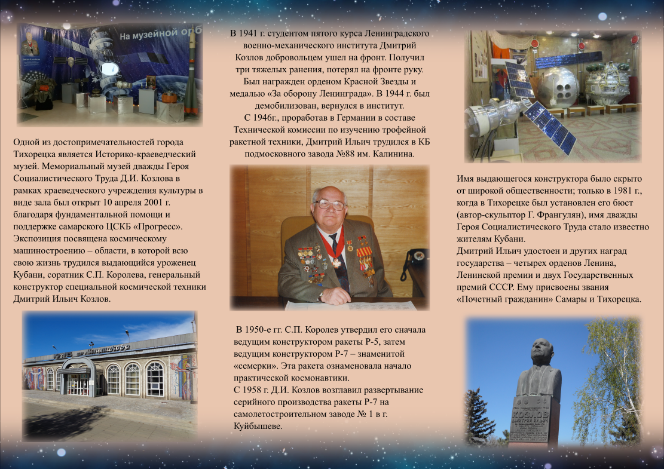 На музейной орб
Одной из достопримечательностей города
Тихорецка является Историко-краеведческий
музей. Мемориальный музей дважды Героя
Социалистического Труда Д.И. Козлова в
рамках краеведческого учреждения культуры в
виде зала был открыт 10 апреля 2001 г.
благодаря фундаментальной помощи и
поддержке самарского ЦСКБ «Прогресс».
Экспозиция посвящена космическому
машиностроению – области, в которой всю
свою жизнь трудился выдающийся уроженец
Кубани, соратник С.П. Королева, генеральный
конструктор специальной космической техники
Дмитрий Ильич Козлов.
В 1941 г. студентом пятого курса Ленинградского
военно-механического института Дмитрий
Козлов добровольцем ушел на фронт. Получил
три тяжелых ранения, потерял на фронте руку.
Был награжден орденом Красной Звезды и
медалью «За оборону Ленинграда». В 1944 г. был
демобилизован, вернулся в институт.
С 1946г., проработав в Германии в составе
Технической комиссии по изучению трофейной
ракетной техники, Дмитрий Ильич трудился в КБ
подмосковного завода №88 им. Калинина.
В 1950-е гг. С.П. Королев утвердил его сначала
ведущим конструктором ракеты Р-5, затем
ведущим конструктором Р-7 – знаменитой
«семерки». Эта ракета ознаменовала начало
практической космонавтики.
С 1958 г. Д.И. Козлов возглавил развертывание
серийного производства ракеты Р-7 на
самолетостроительном заводе № 1 в г.
Куйбышеве.
Имя выдающегося конструктора было скрыто
от широкой общественности; только в 1981 г.,
когда в Тихорецке был установлен его бюст
(автор-скульптор Г. Франгулян), имя дважды
Героя Социалистического Труда стало известно
жителям Кубани.
Дмитрий Ильич удостоен и других наград
государства – четырех орденов Ленина,
Ленинской премии и двух Государственных
премий СССР. Ему присвоены звания
«Почетный гражданин» Самары и Тихорецка.